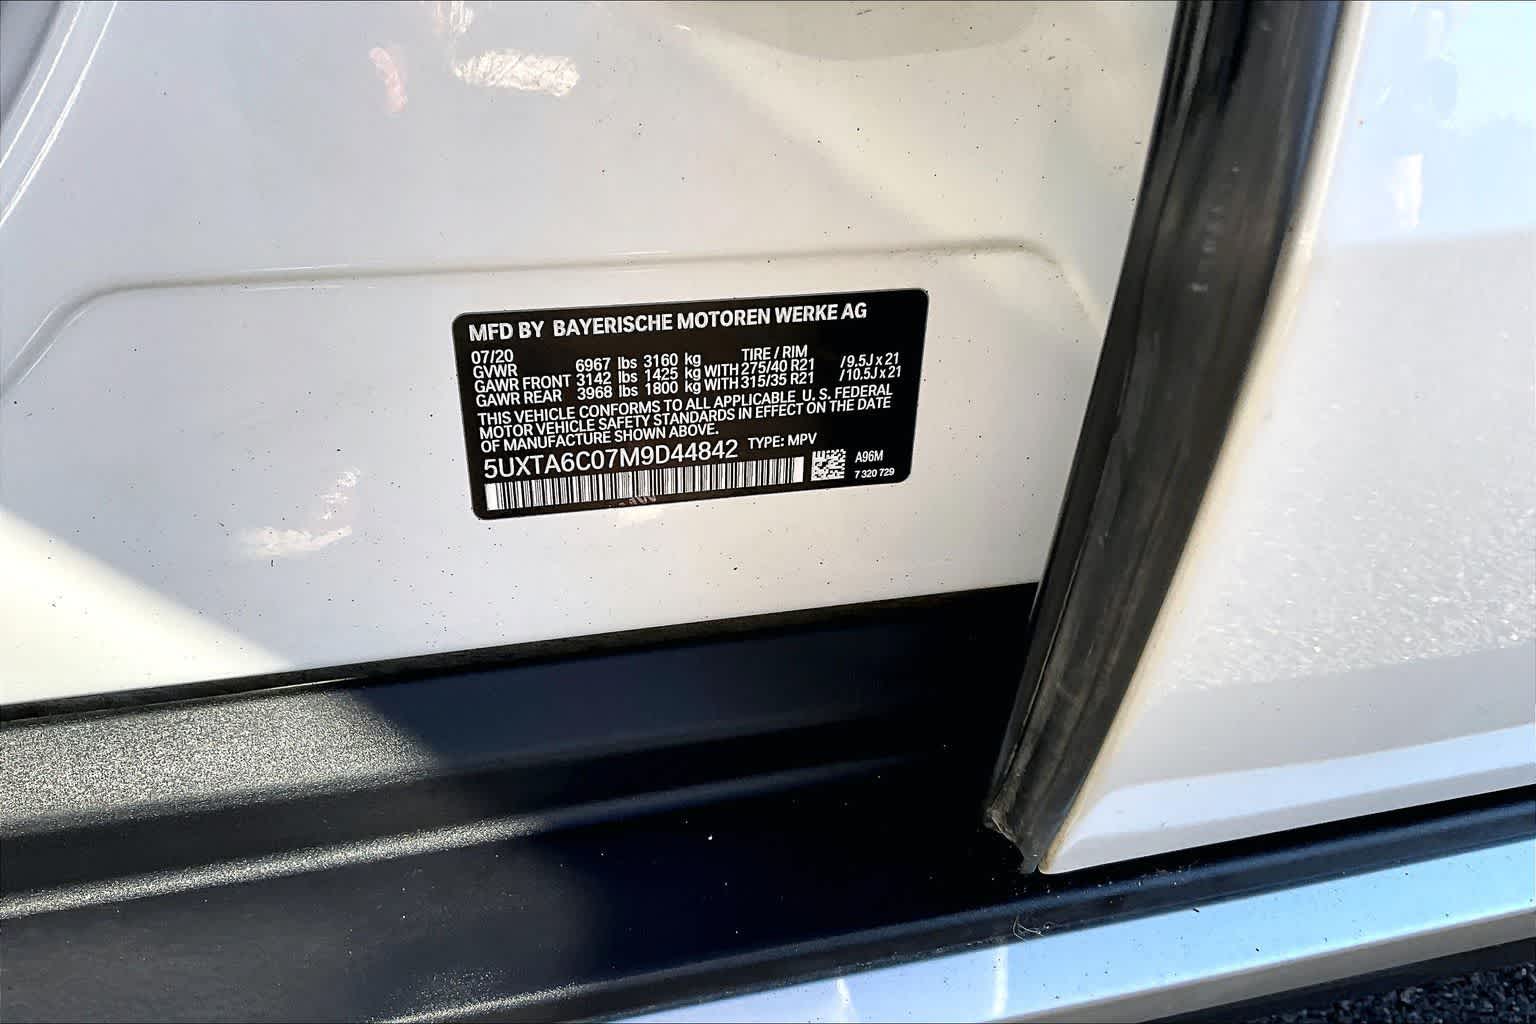 MFD BY BAYERISCHE MOTOREN WERKE AG
07/20 TIRE / RIM
GVWR 6967 lbs 3160 kg
GAWR FRONT 3142 lbs 1425 kg WITH 275/40 R21 /9.5J x 21
GAWR REAR 3968 lbs 1800 kg WITH 315/35 R21 /10.5J x 21
THIS VEHICLE CONFORMS TO ALL APPLICABLE U. S. FEDERAL
MOTOR VEHICLE SAFETY STANDARDS IN EFFECT ON THE DATE
OF MANUFACTURE SHOWN ABOVE.
5UXTA6C07M9D44842 TYPE: MPV
A96M
7 320 729